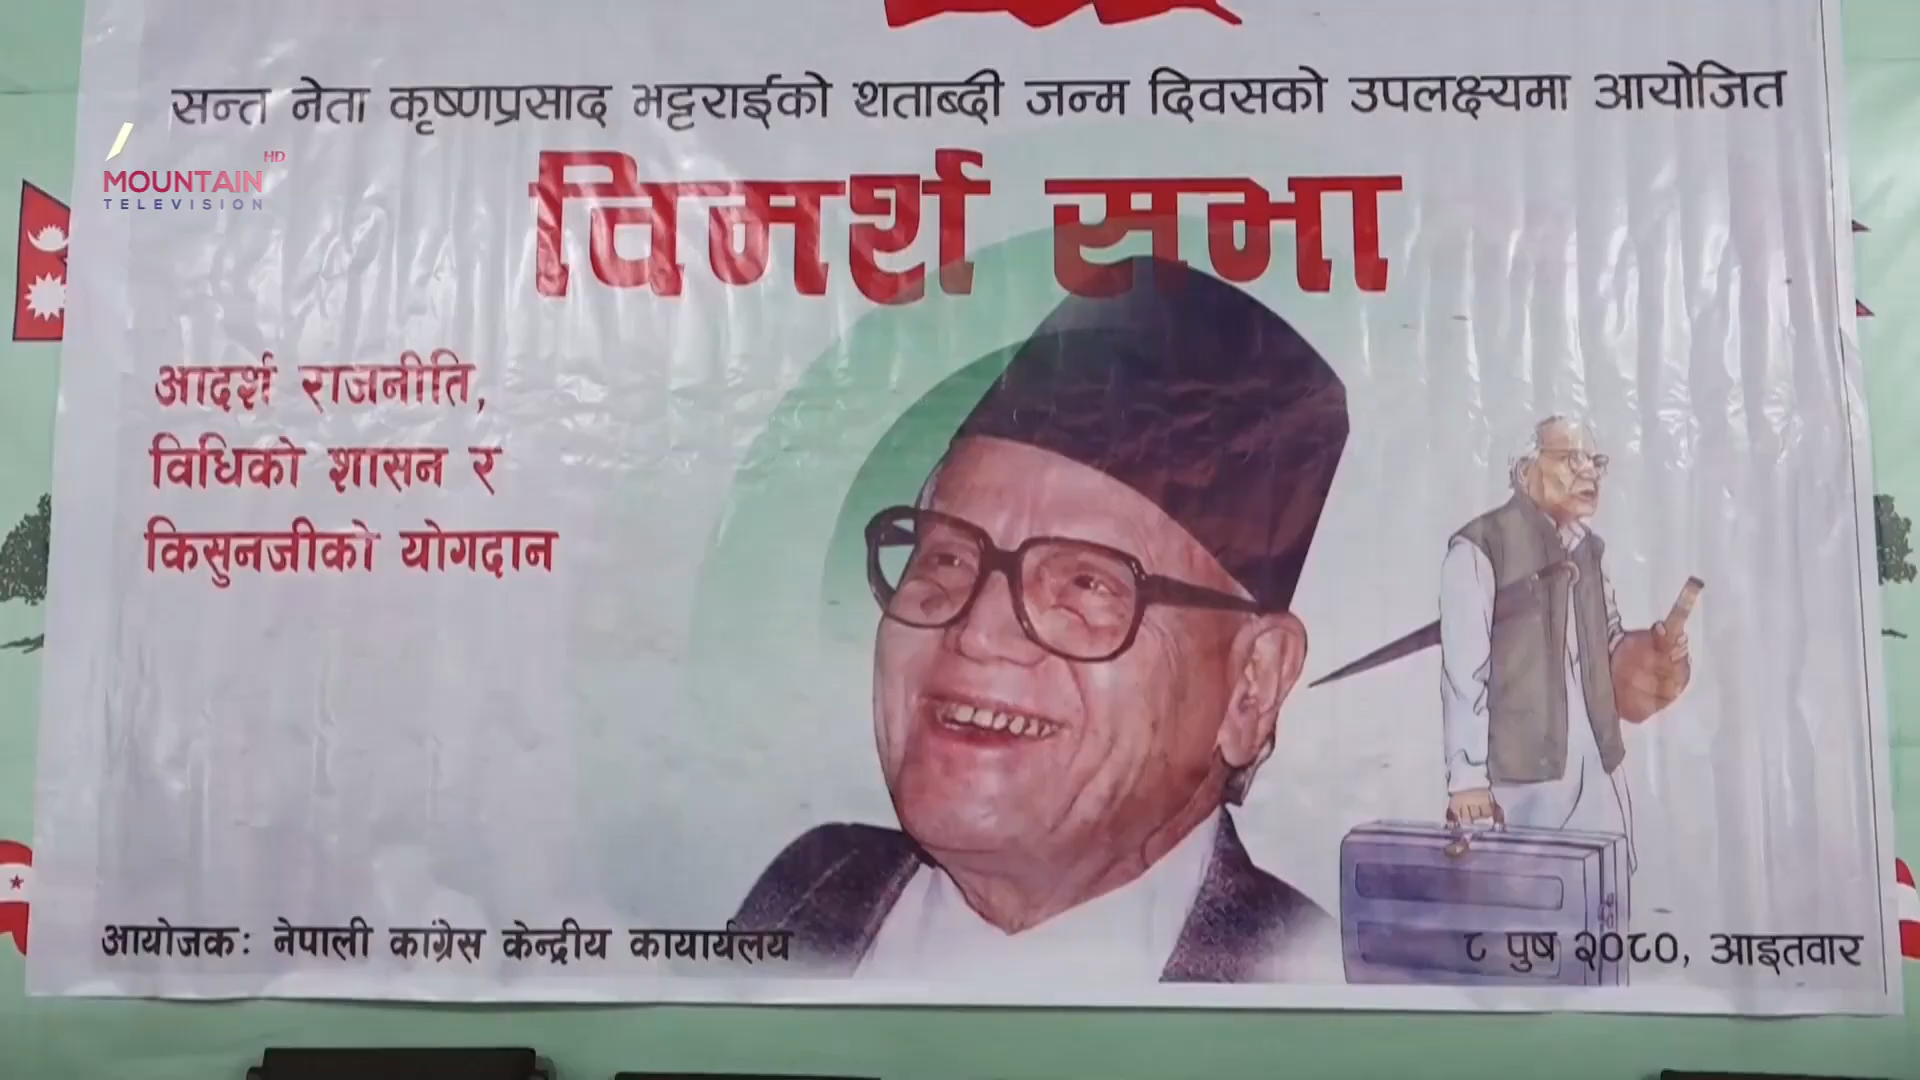 सन्त नेता कृष्णप्रसाद भट्टराईको शताब्दी जन्म दिवसको उपलक्ष्यमा आयोजित
HD
MOUNTAIN
TELEVISION
विमर्श सभा
आदर्श राजनीति,
विधिको शासन र
किसुनजीको योगदान
आयोजक: नेपाली कांग्रेस केन्द्रीय कायार्यलय
८ पुष २०८०, आइतवार